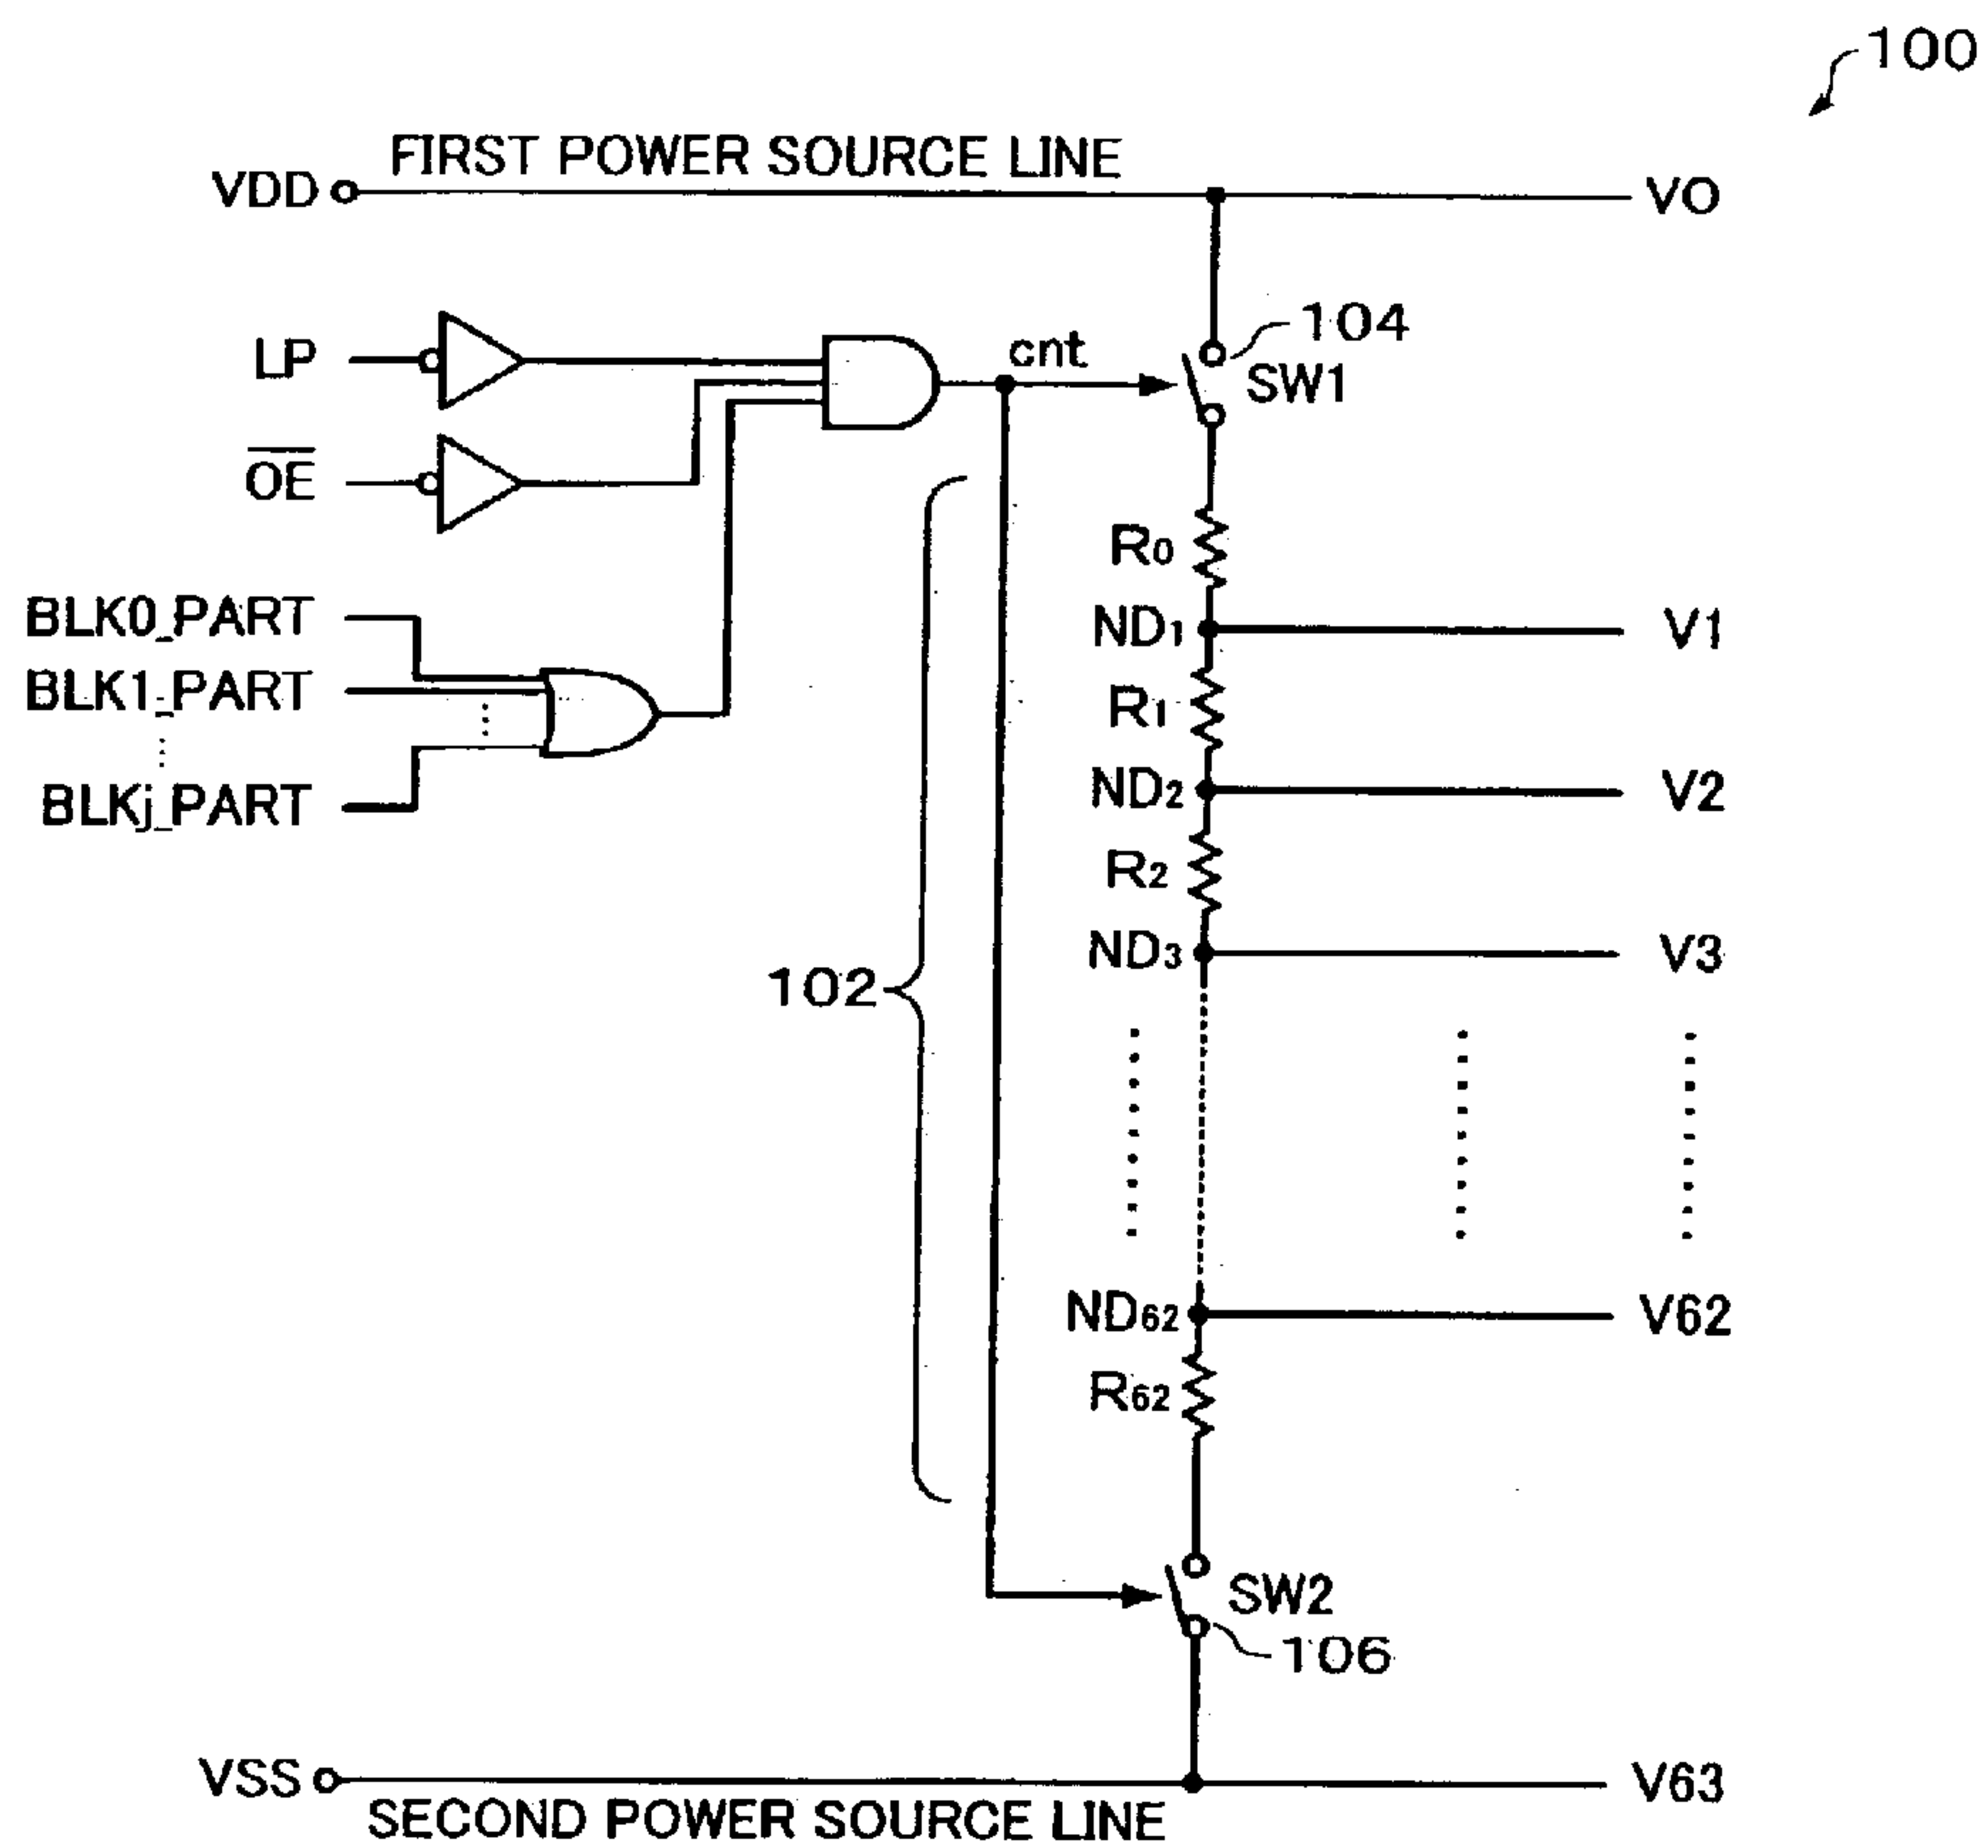 100
FIRST POWER SOURCE LINE
VDD
VO
LP
cnt
104
SW1
OE
R0
BLK0_PART
ND1
V1
BLK1_PART
R1
BLKj_PART
ND2
V2
R2
ND3
V3
102
ND62
V62
R62
SW2
106
VSS
V63
SECOND POWER SOURCE LINE